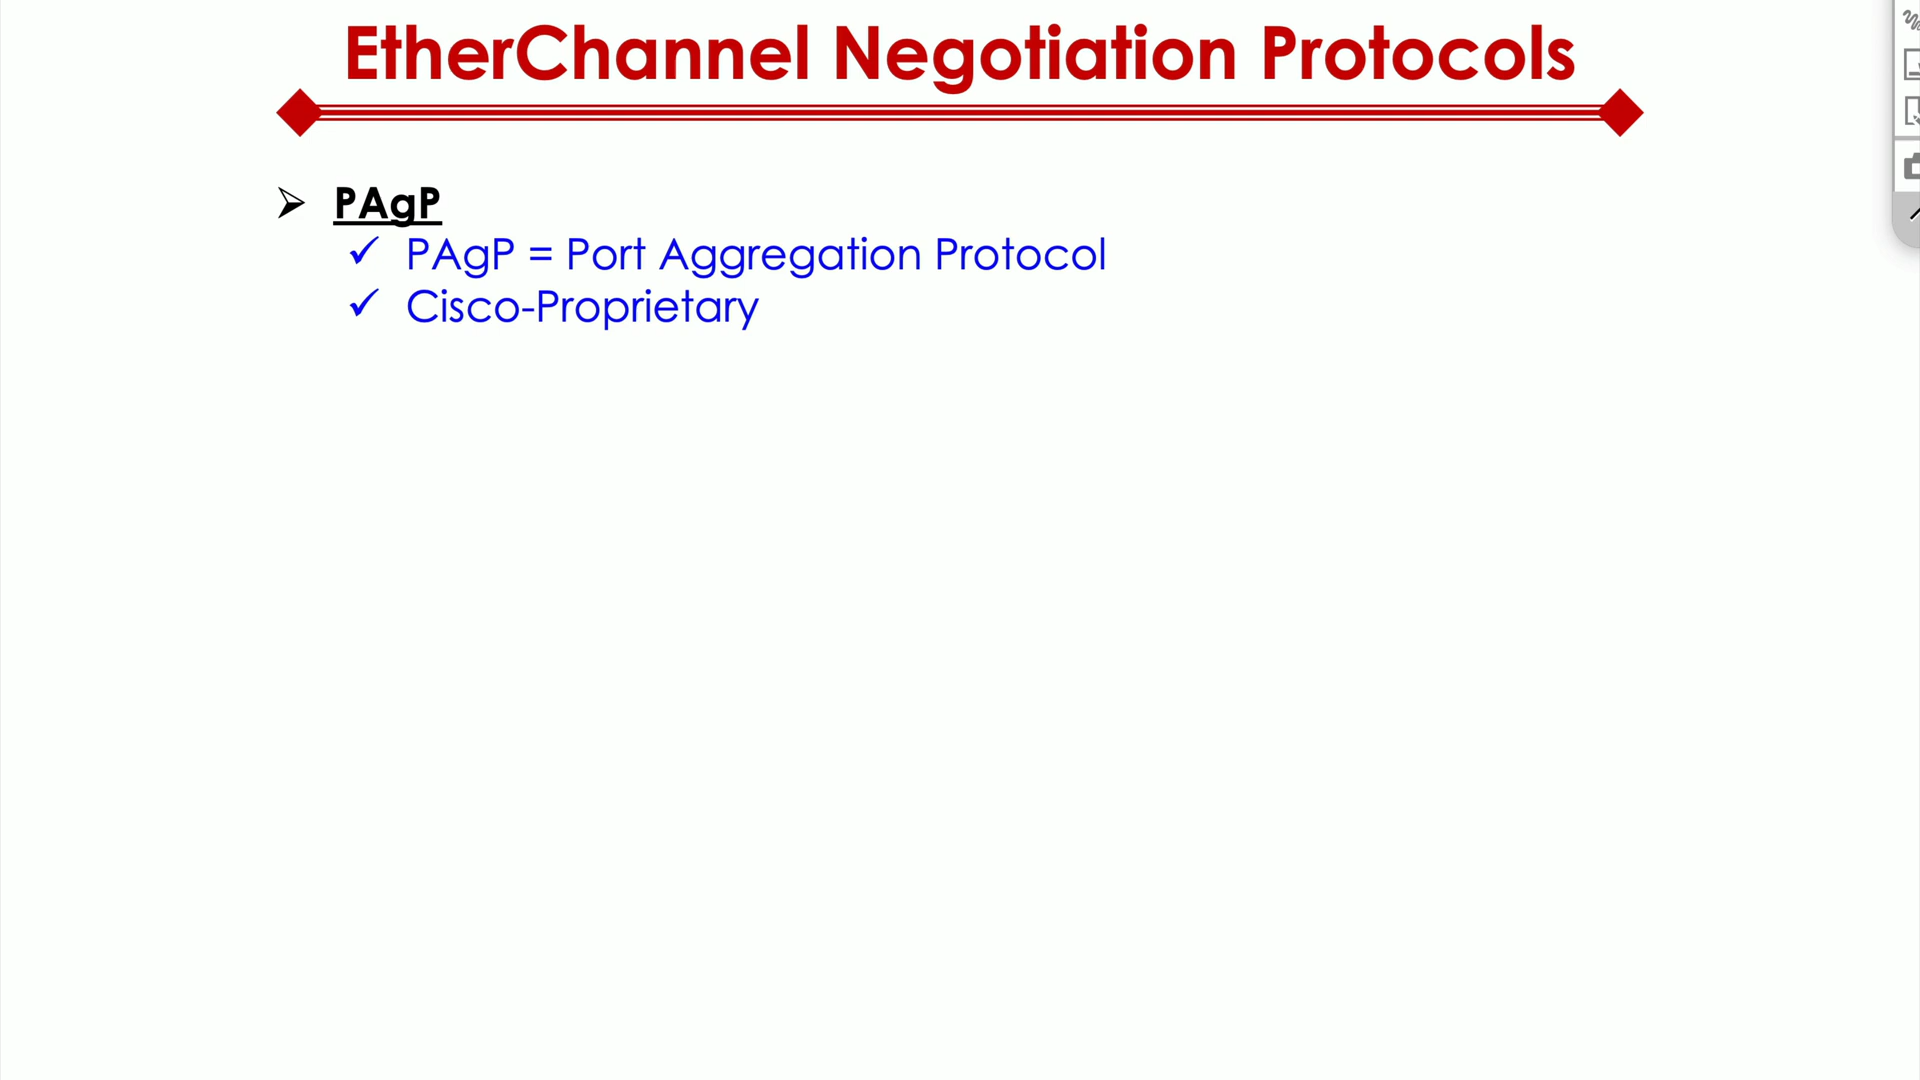 EtherChannel Negotiation Protocols
PAgP
PAgP = Port Aggregation Protocol
Cisco-Proprietary